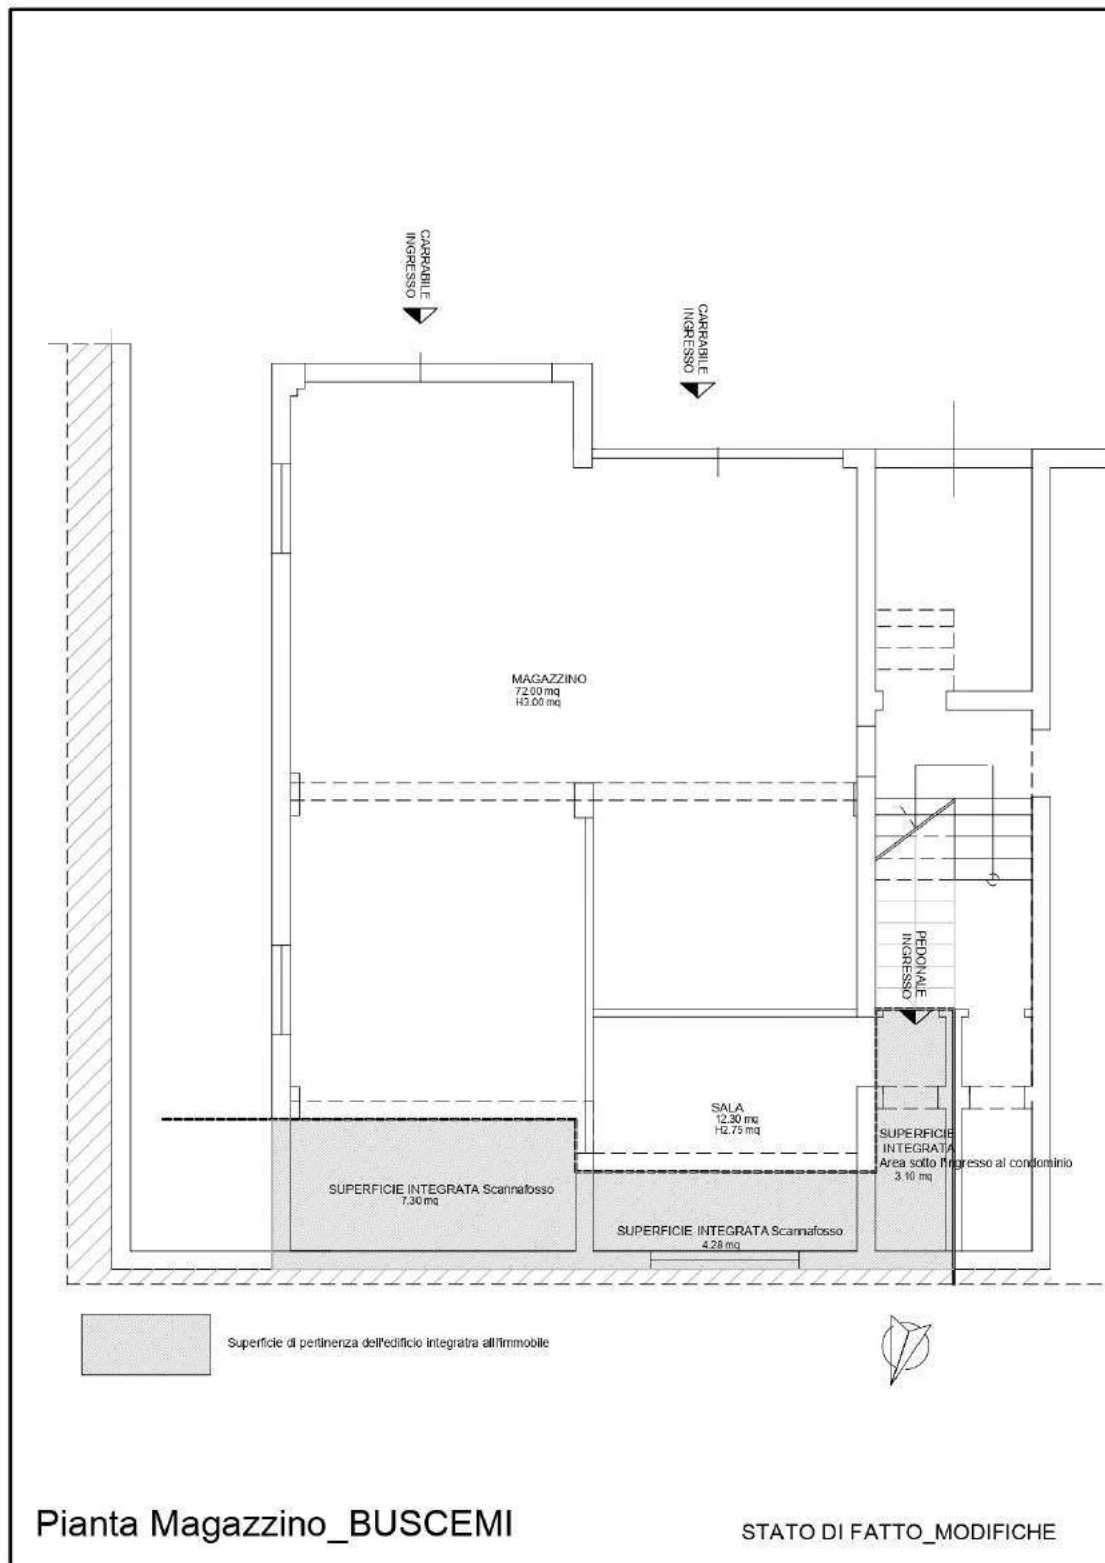 CARRABILE
INGRESSO
CARRABILE
INGRESSO
MAGAZZINO
72.00 mq
H3.00 mq
PEDONALE
INGRESSO
SALA
12.30 mq
H2.75 mq
SUPERFICIE
INTEGRATA
Area sotto l'ingresso al condominio
3.10 mq
SUPERFICIE INTEGRATA Scannafosso
7.30 mq
SUPERFICIE INTEGRATA Scannafosso
4.28 mq
Superficie di pertinenza dell'edificio integratra all'immobile
Pianta Magazzino_BUSCEMI
STATO DI FATTO_MODIFICHE